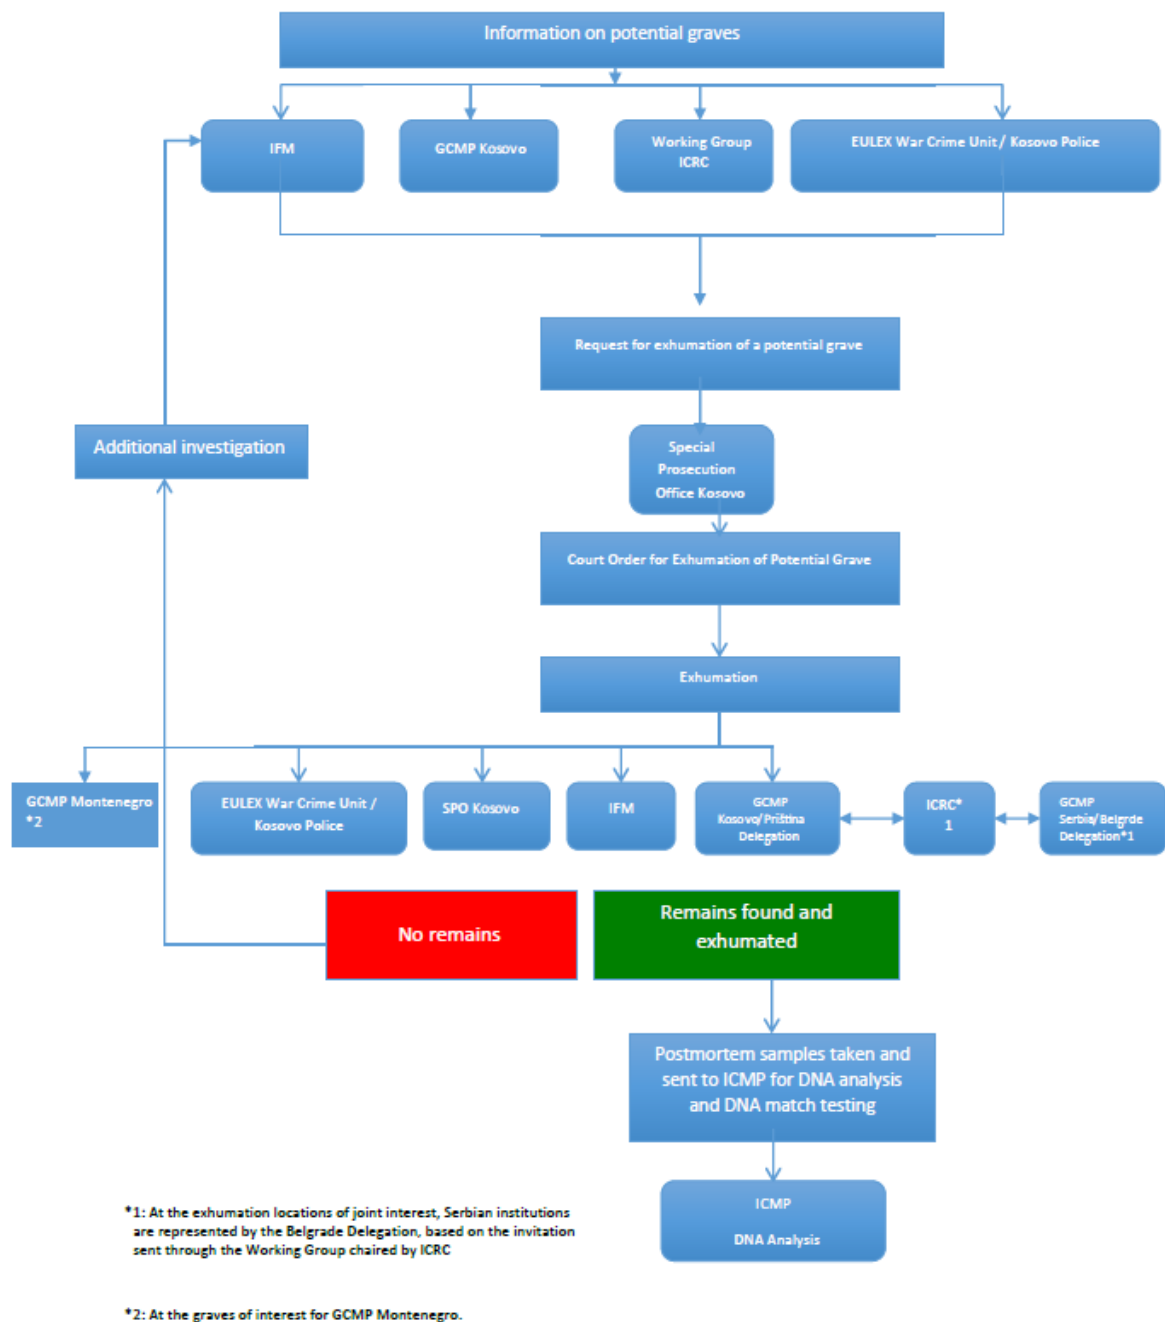 Information on potential graves
IFM
GCMP Kosovo
Working Group
ICRC
EULEX War Crime Unit / Kosovo Police
Request for exhumation of a potential grave
Additional investigation
Special
Prosecution
Office Kosovo
Court Order for Exhumation of Potential Grave
Exhumation
GCMP Montenegro
*2
EULEX War Crime Unit /
Kosovo Police
SPO Kosovo
IFM
GCMP
Kosovo/Priština
Delegation
ICRC*
1
GCMP
Serbia/Belgrde
Delegation*1
No remains
Remains found and
exhumated
Postmortem samples taken and
sent to ICMP for DNA analysis
and DNA match testing
ICMP
DNA Analysis
*1: At the exhumation locations of joint interest, Serbian institutions
are represented by the Belgrade Delegation, based on the invitation
sent through the Working Group chaired by ICRC
*2: At the graves of interest for GCMP Montenegro.